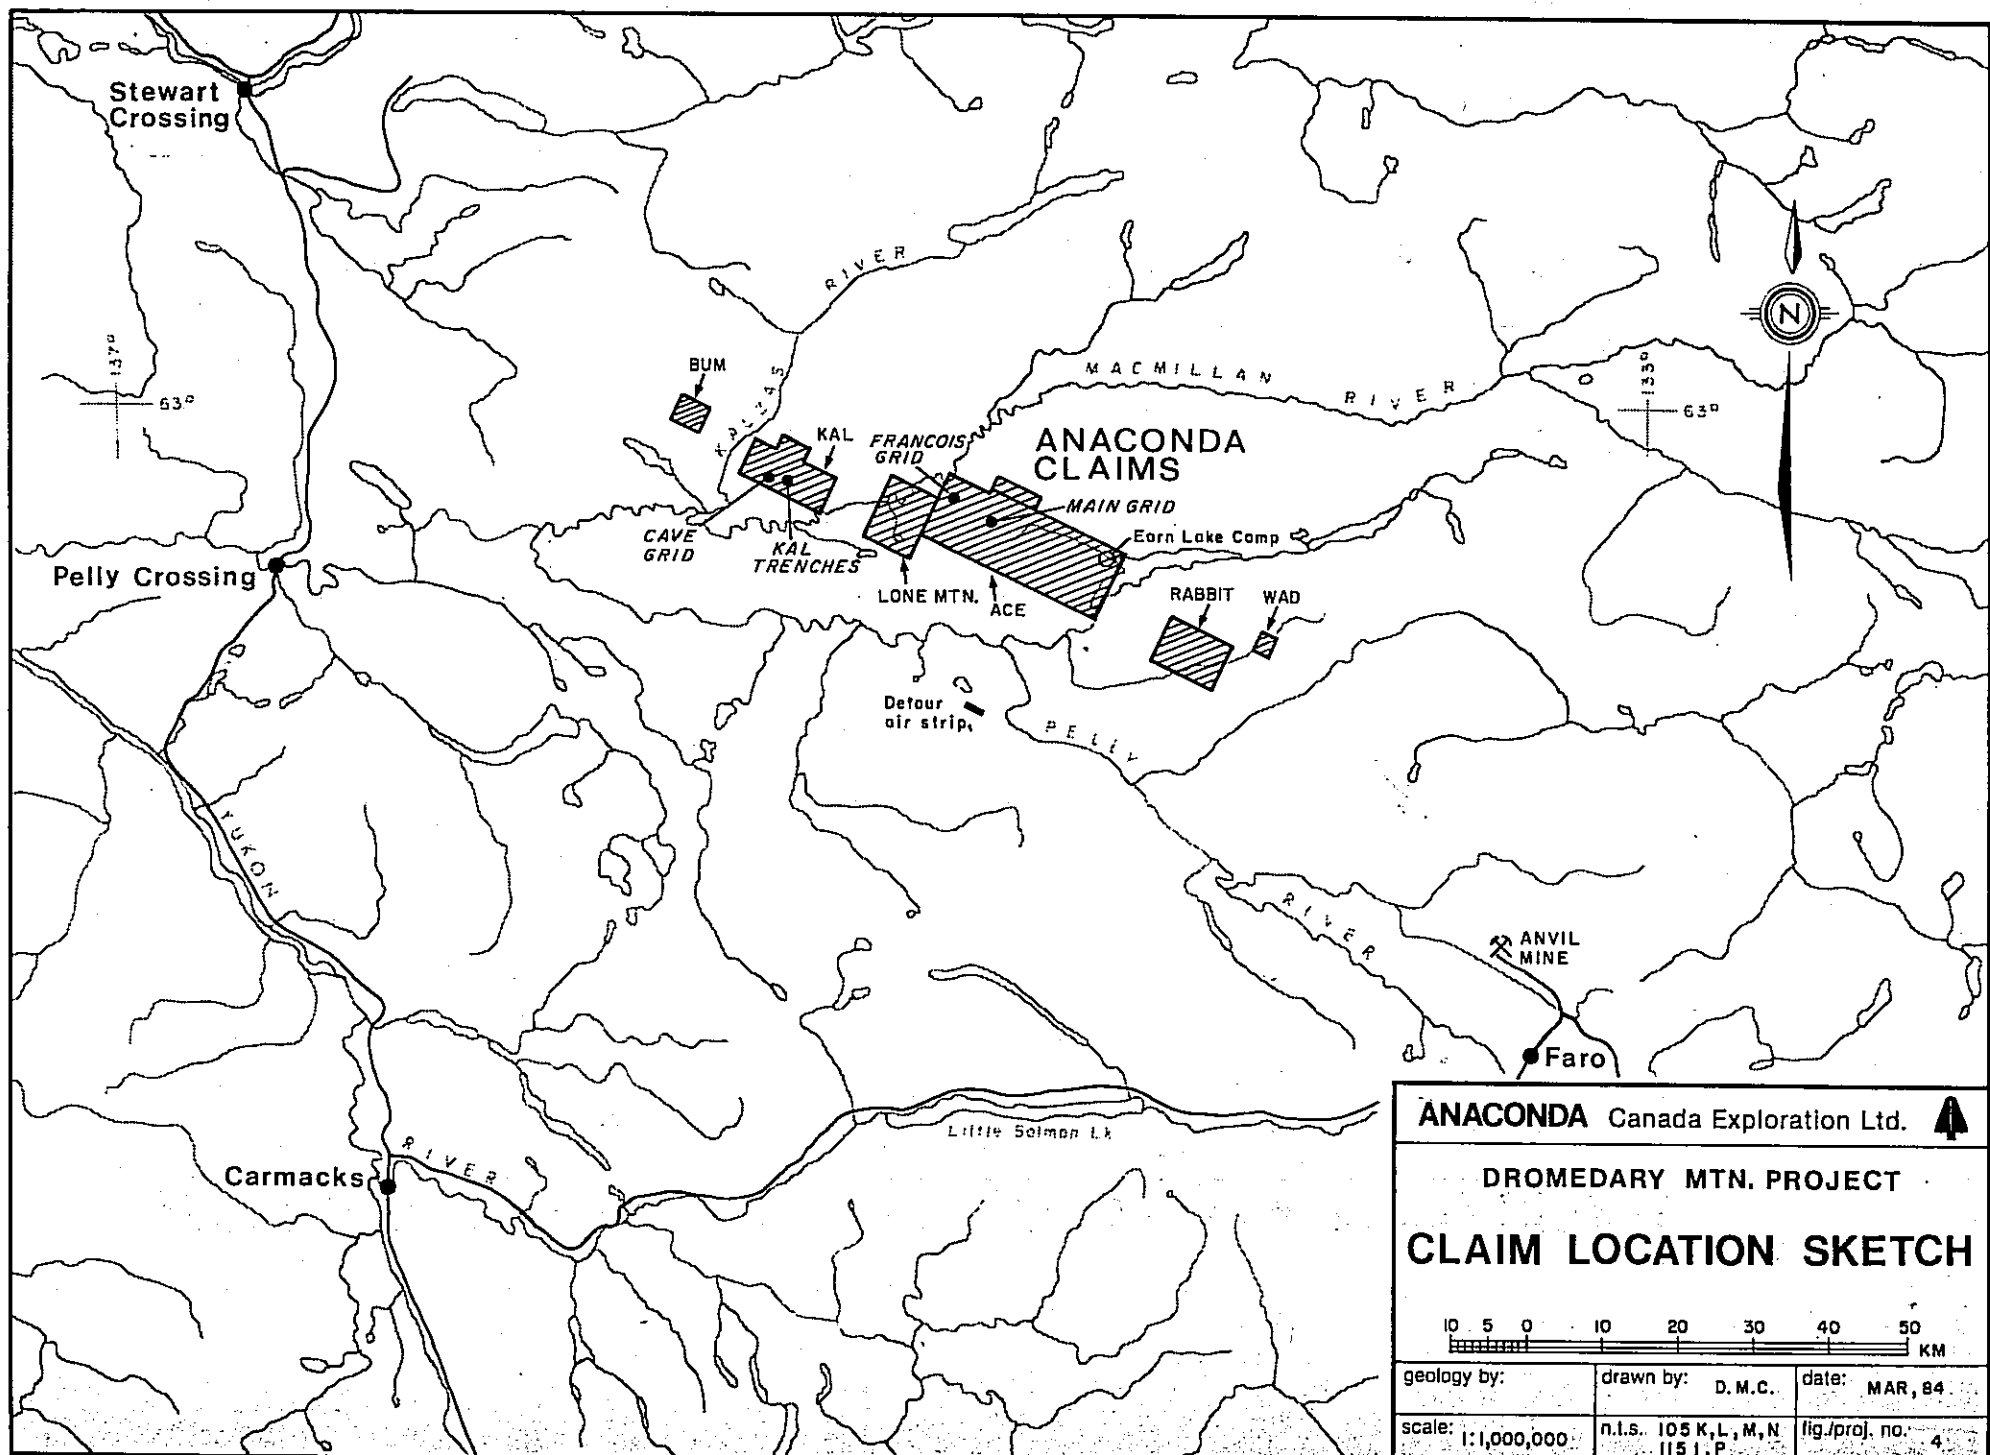 Stewart
Crossing
137°
63°
BUM
KALZAS
RIVER
MACMILLAN
RIVER
133°
63°
N
KAL
FRANCOIS
GRID
ANACONDA
CLAIMS
MAIN GRID
CAVE
GRID
KAL
TRENCHES
Earn Lake Camp
LONE MTN.
ACE
RABBIT
WAD
Pelly Crossing
Detour
air strip
PELLY
RIVER
YUKON
RIVER
ANVIL
MINE
Faro
Little Salmon Lk
Carmacks
ANACONDA Canada Exploration Ltd.
DROMEDARY MTN. PROJECT
CLAIM LOCATION SKETCH
10 5 0 10 20 30 40 50
KM
geology by:
drawn by: D.M.C.
date: MAR, 84
scale: 1:1,000,000
n.t.s. 105 K, L, M, N
115 I, P
fig./proj. no. 4